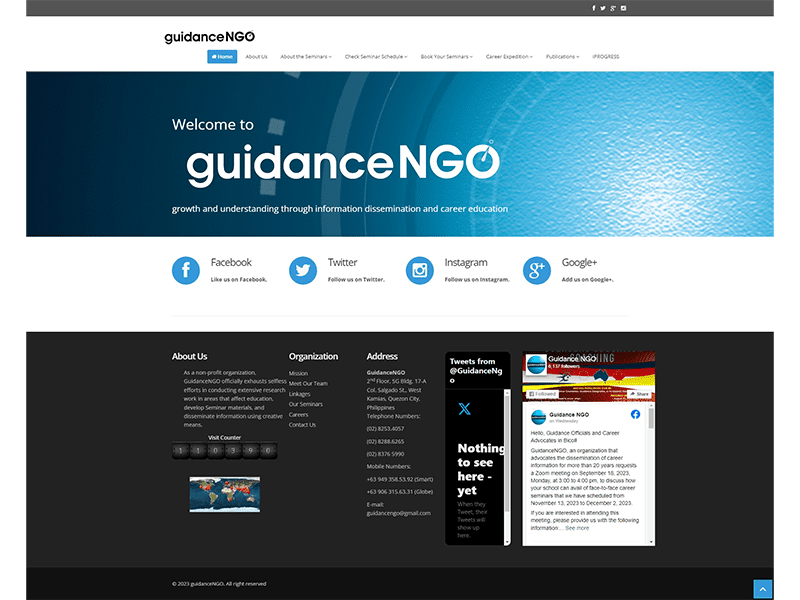 guidanceNGO
Home About Us About the Seminars Check Seminar Schedule Book Your Seminars Career Expedition Publications iPROGRESS
Welcome to
guidanceNGO
growth and understanding through information dissemination and career education
Facebook
Like us on Facebook.
Twitter
Follow us on Twitter.
Instagram
Follow us on Instagram.
Google+
Add us on Google+.
About Us
As a non-profit organization,
GuidanceNGO officially exhausts selfless
efforts in conducting extensive research
work in areas that affect education,
develop Seminar materials, and
disseminate information using creative
means.
Visit Counter
1 1 0 3 9 0
Organization
Mission
Meet Our Team
Linkages
Our Seminars
Careers
Contact Us
Address
GuidanceNGO
2nd Floor, SG Bldg. 17-A
Col. Salgado St., West
Kamias, Quezon City,
Philippines
Telephone Numbers:
(02) 8253.4057
(02) 8288.6265
(02) 8376 5990
Mobile Numbers:
+63 949 358.53.92 (Smart)
+63 906 315.63.31 (Globe)
E-mail:
guidancengo@gmail.com
Tweets from
@GuidanceNg
o
Nothing
to see
here -
yet
When they
Tweet, their
Tweets will
show up
here.
COACHING
Guidance NGO
6,137 followers
Followed
Share
Guidance NGO
on Wednesday
Hello, Guidance Officials and Career
Advocates in Bicol!
GuidanceNGO, an organization that
advocates the dissemination of career
information for more than 20 years requests
a Zoom meeting on September 18, 2023,
Monday, at 3:00 to 4:00 pm, to discuss how
your school can avail of face-to-face career
seminars that we have scheduled from
November 13, 2023 to December 2, 2023.
If you are interested in attending this
meeting, please provide us with the following
information... See more
© 2023 guidanceNGO. All right reserved